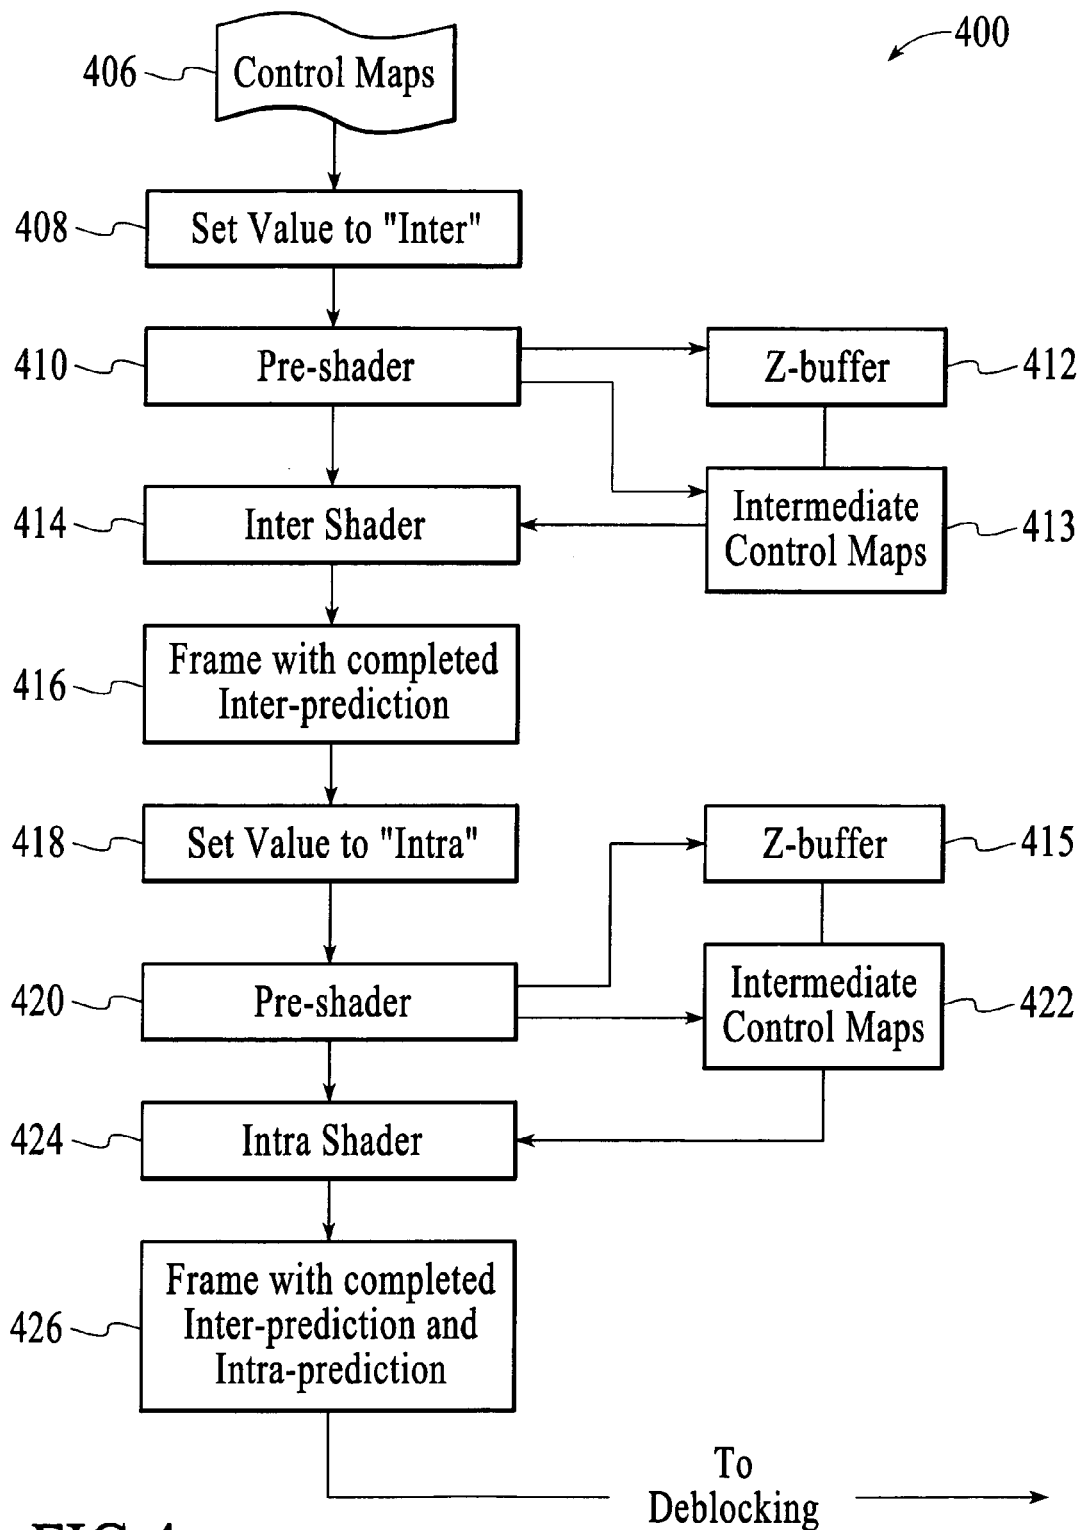 400
406
Control Maps
408
Set Value to "Inter"
410
Pre-shader
Z-buffer
412
414
Inter Shader
Intermediate
Control Maps
413
416
Frame with completed
Inter-prediction
418
Set Value to "Intra"
Z-buffer
415
420
Pre-shader
Intermediate
Control Maps
422
424
Intra Shader
426
Frame with completed
Inter-prediction and
Intra-prediction
To
Deblocking
FIG.4